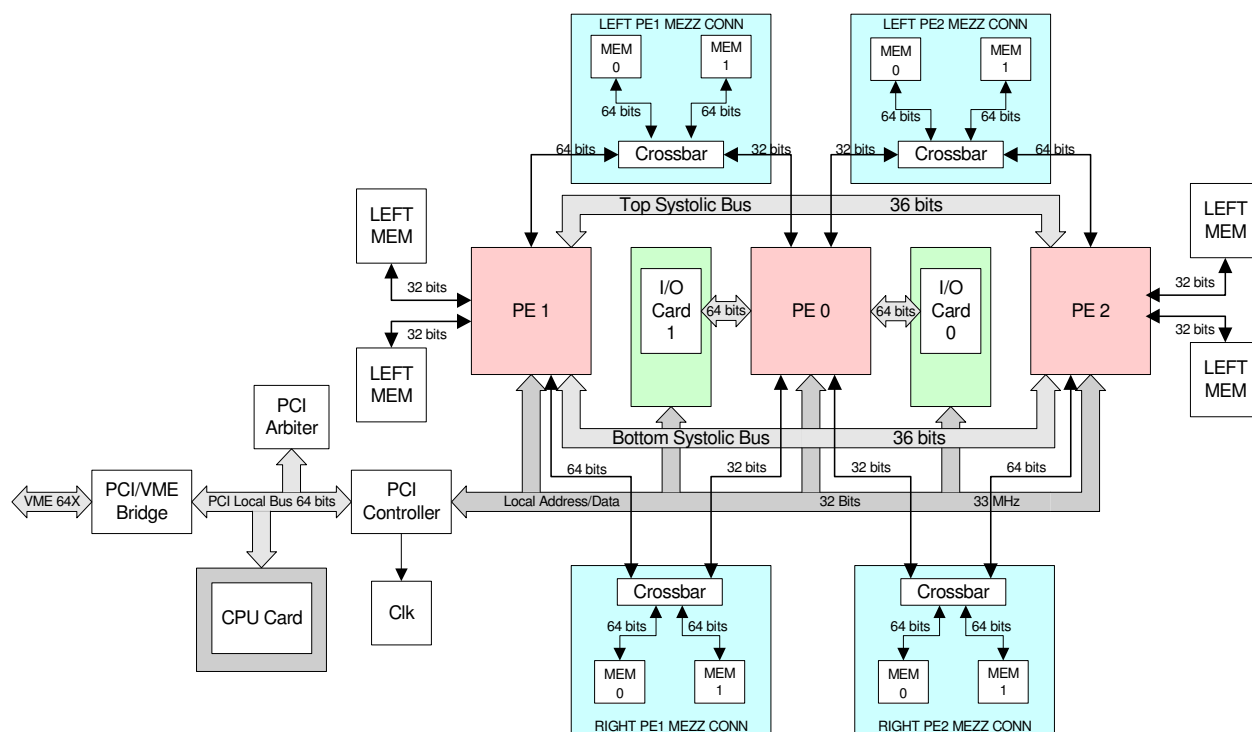 LEFT PE1 MEZZ CONN
LEFT PE2 MEZZ CONN
MEM
0
MEM
1
MEM
0
MEM
1
64 bits
64 bits
64 bits
64 bits
64 bits
Crossbar
32 bits
32 bits
Crossbar
64 bits
Top Systolic Bus
36 bits
LEFT
MEM
LEFT
MEM
32 bits
32 bits
LEFT
MEM
PE 1
I/O
Card
1
64 bits
PE 0
64 bits
I/O
Card
0
PE 2
32 bits
32 bits
LEFT
MEM
PCI
Arbiter
Bottom Systolic Bus
36 bits
64 bits
32 bits
32 bits
64 bits
VME 64X
PCI/VME
Bridge
PCI Local Bus 64 bits
PCI
Controller
Local Address/Data
32 Bits
33 MHz
CPU Card
Clk
Crossbar
Crossbar
64 bits
64 bits
64 bits
64 bits
MEM
0
MEM
1
MEM
0
MEM
1
RIGHT PE1 MEZZ CONN
RIGHT PE2 MEZZ CONN